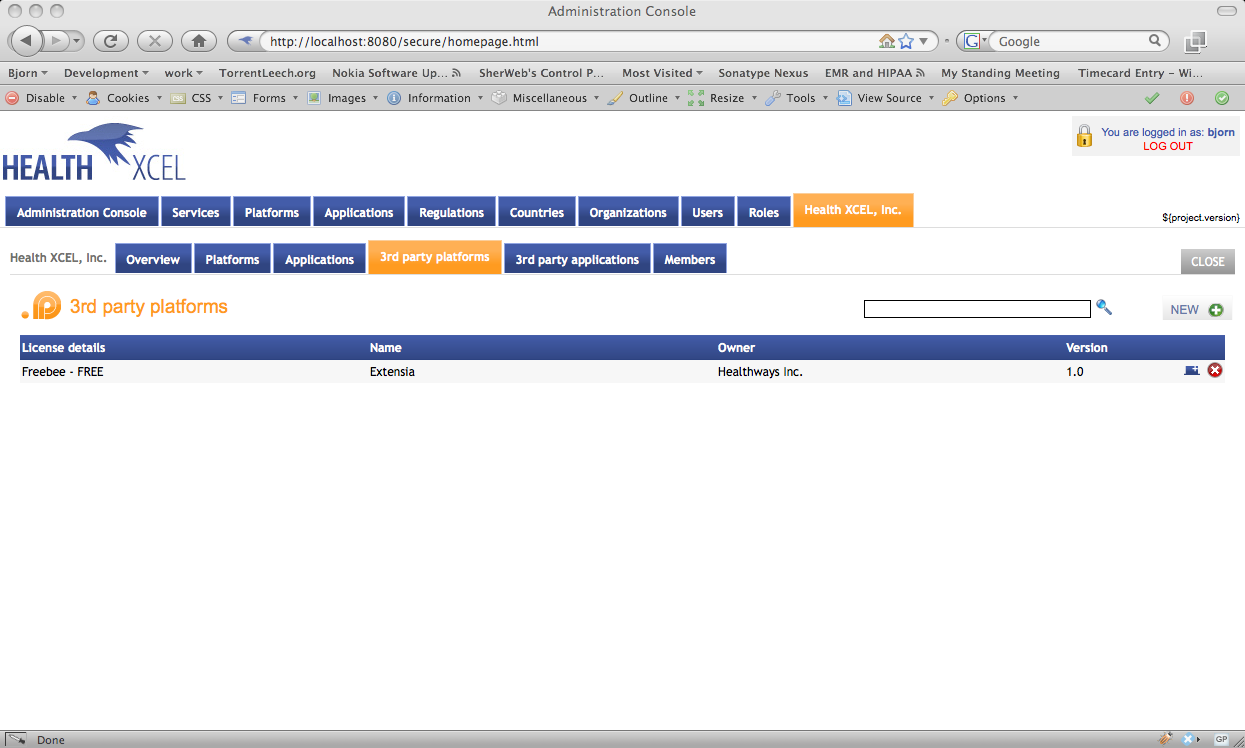 Administration Console
http://localhost:8080/secure/homepage.html
G Google
Bjorn Development work TorrentLeech.org Nokia Software Up... SherWeb's Control P... Most Visited Sonatype Nexus EMR and HIPAA My Standing Meeting Timecard Entry – Wi...
Disable Cookies CSS CSS Forms Images Information Miscellaneous Outline Resize Tools View Source Options
HEALTH XCEL
You are logged in as: bjorn
LOG OUT
Administration Console Services Platforms Applications Regulations Countries Organizations Users Roles Health XCEL, Inc.
${project.version}
Health XCEL, Inc. Overview Platforms Applications 3rd party platforms 3rd party applications Members CLOSE
3rd party platforms NEW
License details Name Owner Version
Freebee - FREE Extensia Healthways Inc. 1.0
Done GP